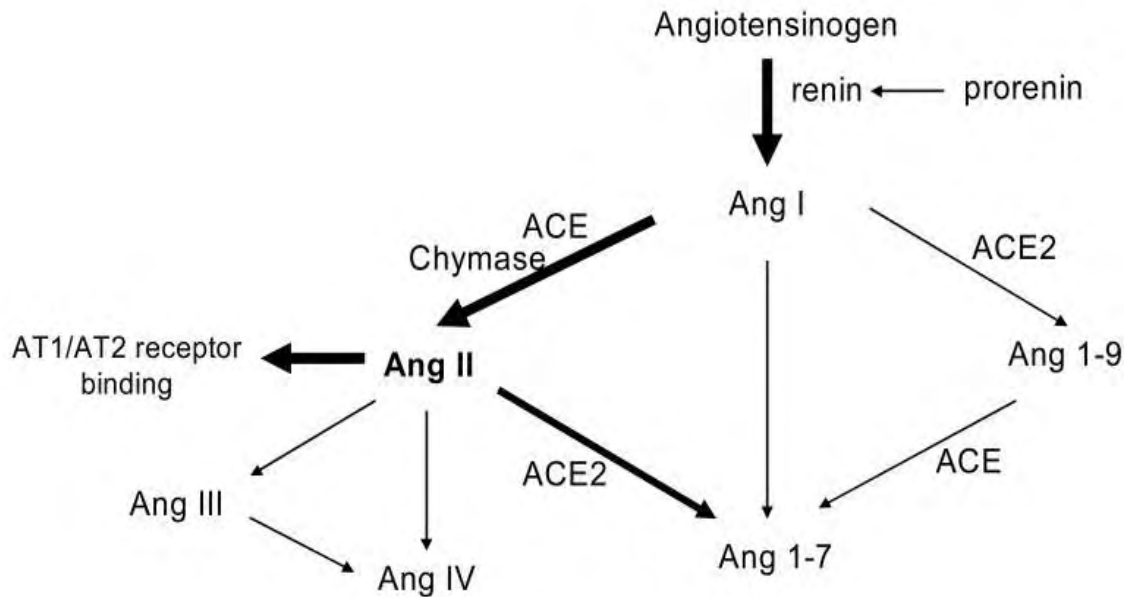 Angiotensinogen
renin
prorenin
Ang I
ACE
Chymase
ACE2
AT1/AT2 receptor
binding
Ang II
Ang 1-9
ACE2
ACE
Ang III
Ang IV
Ang 1-7